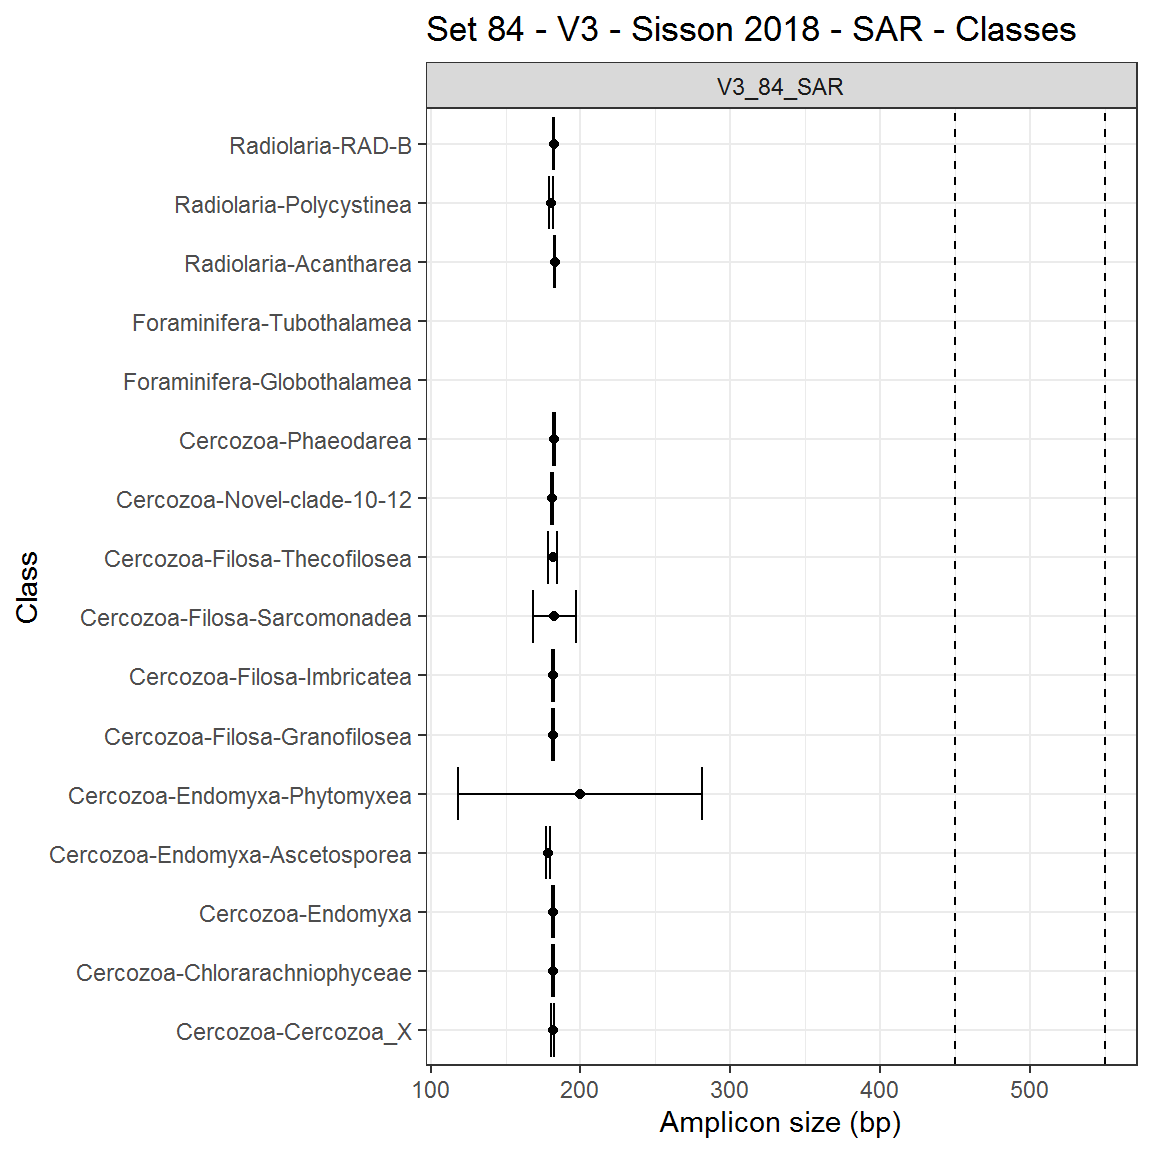 Set 84 - V3 - Sisson 2018 - SAR - Classes
V3_84_SAR
Radiolaria-RAD-B
Radiolaria-Polycystinea
Radiolaria-Acantharea
Foraminifera-Tubothalamea
Foraminifera-Globothalamea
Cercozoa-Phaeodarea
Cercozoa-Novel-clade-10-12
Cercozoa-Filosa-Thecofilosea
Cercozoa-Filosa-Sarcomonadea
Cercozoa-Filosa-Imbricatea
Cercozoa-Filosa-Granofilosea
Cercozoa-Endomyxa-Phytomyxea
Cercozoa-Endomyxa-Ascetosporea
Cercozoa-Endomyxa
Cercozoa-Chlorarachniophyceae
Cercozoa-Cercozoa_X
Class
100 200 300 400 500
Amplicon size (bp)